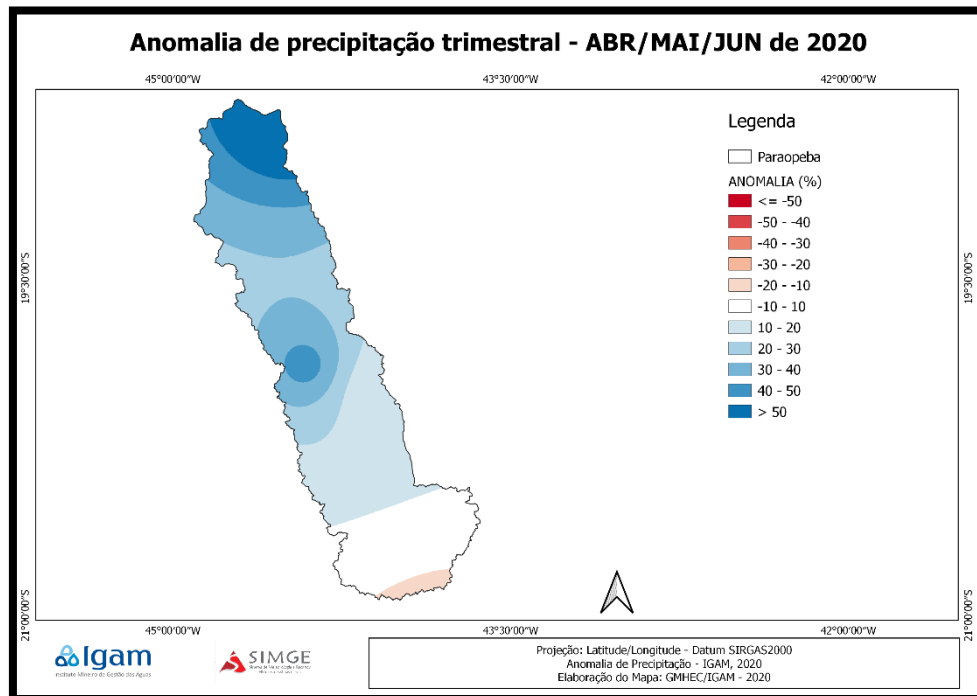 Anomalia de precipitação trimestral - ABR/MAI/JUN de 2020
45°00'00"W
43°30'00"W
42°00'00"W
19°30'00"S
19°30'00"S
Legenda
Paraopeba
ANOMALIA (%)
<= -50
-50 - -40
-40 - -30
-30 - -20
-20 - -10
-10 - 10
10 - 20
20 - 30
30 - 40
40 - 50
> 50
21°00'00"S
21°00'00"S
45°00'00"W
43°30'00"W
42°00'00"W
Igam
Instituto Mineiro de Gestão das Águas
SIMGE
Projeção: Latitude/Longitude - Datum SIRGAS2000
Anomalia de Precipitação - IGAM, 2020
Elaboração do Mapa: GMHEC/IGAM - 2020